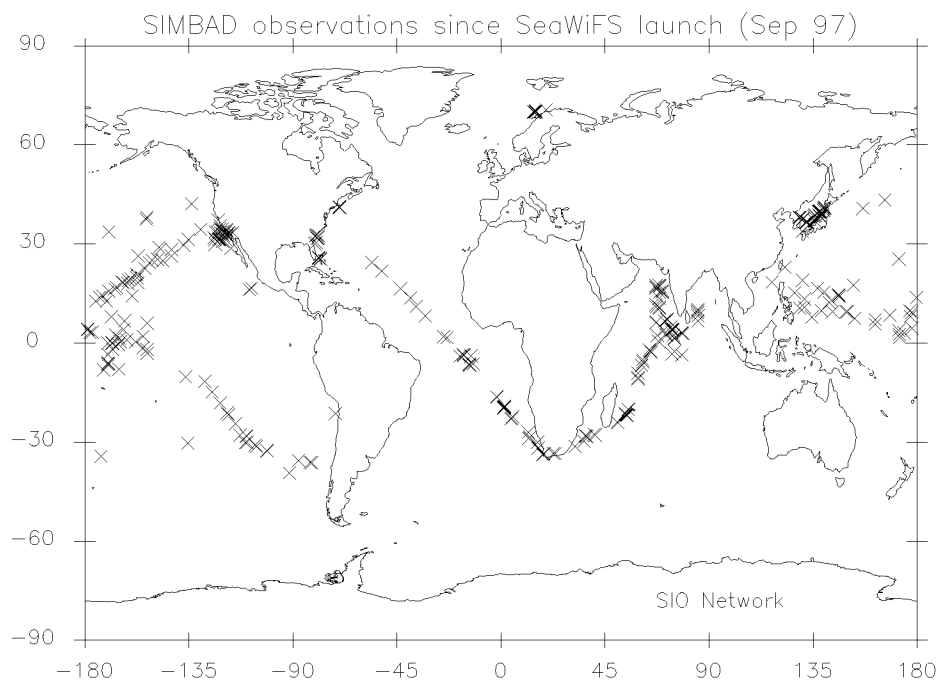 SIMBAD observations since SeaWiFS launch (Sep 97)
90
60
30
0
−30
−60
−90
SIO Network
−180 −135 −90 −45 0 45 90 135 180